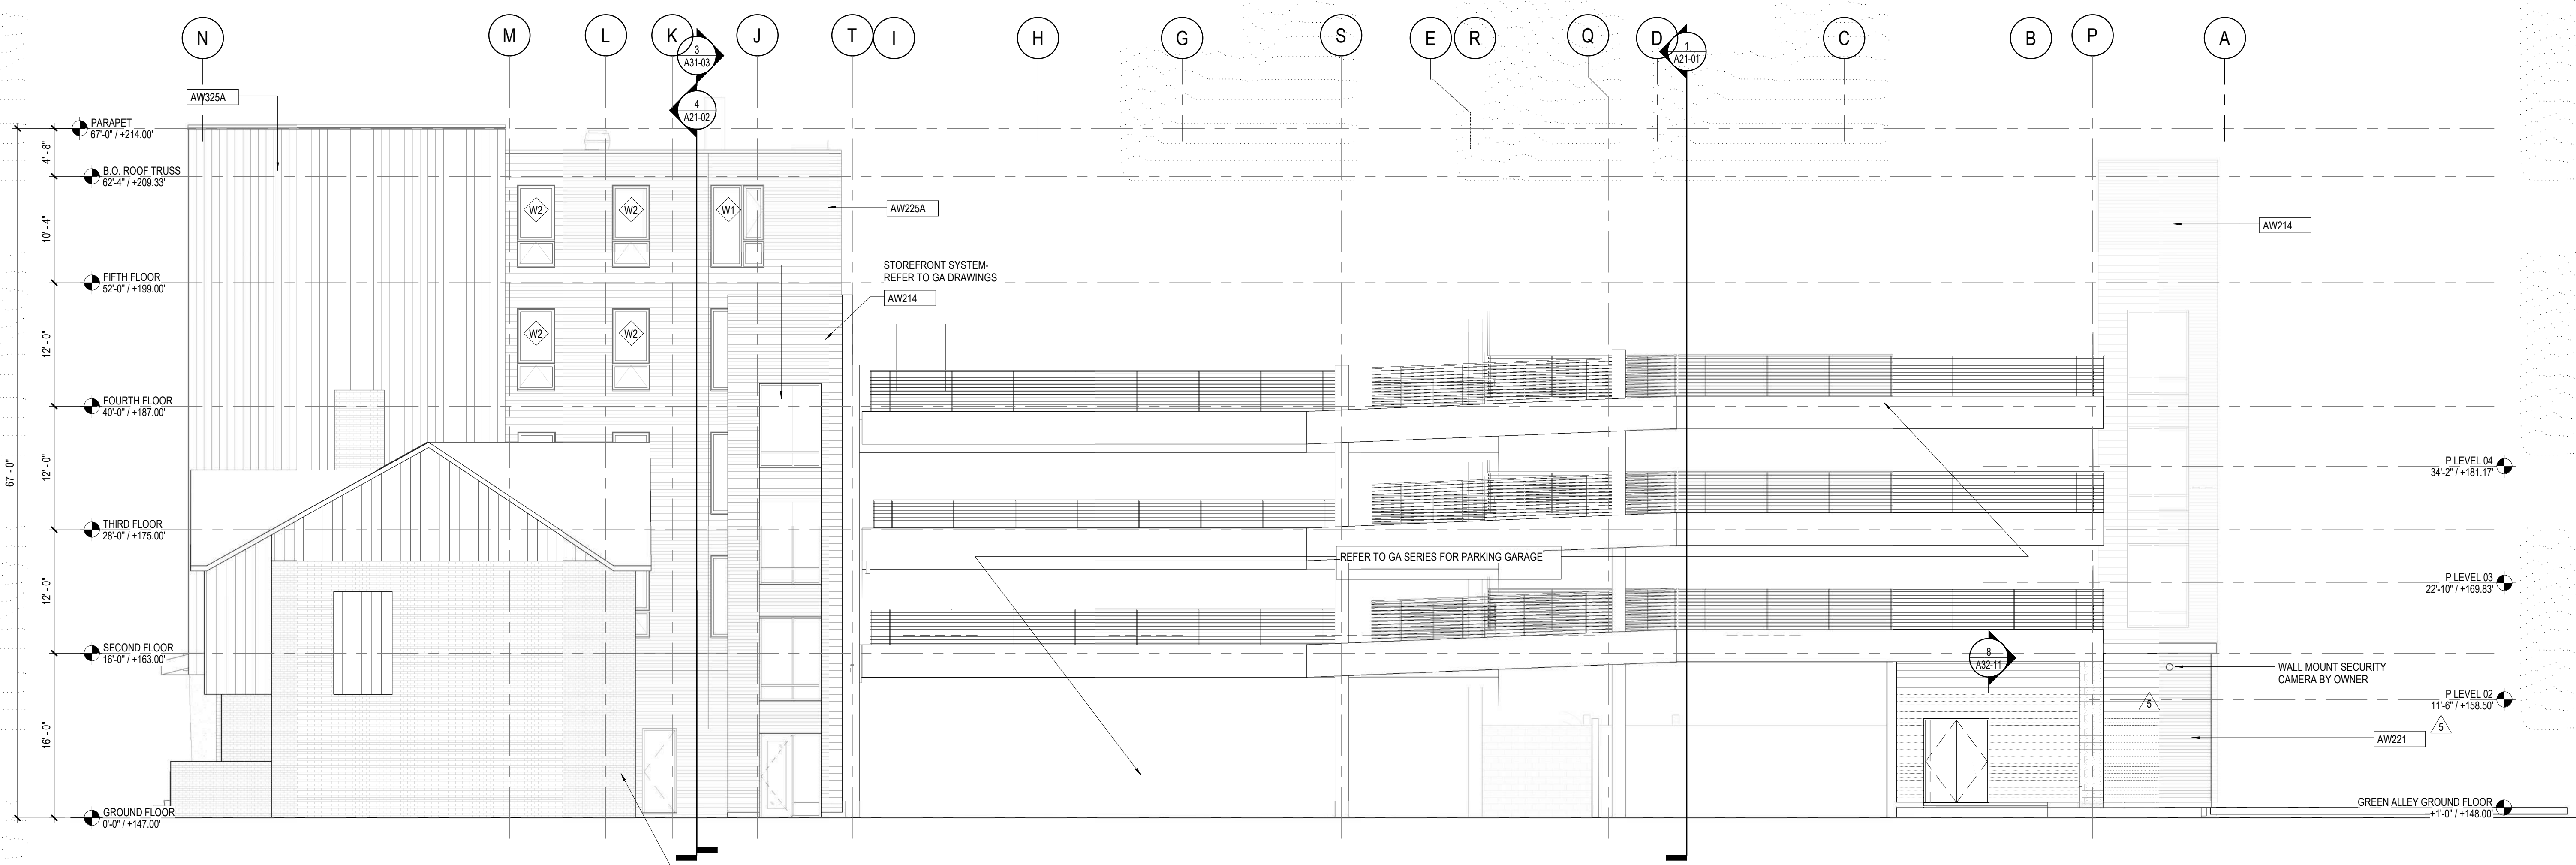 N
M
L
K
J
T
I
H
G
S
E
R
Q
D
C
B
P
A
3
A31-03
4
A21-02
1
A21-01
AW325A
PARAPET
67'-0" / +214.00'
4' - 8"
B.O. ROOF TRUSS
62'-4" / +209.33'
10' - 4"
W2
W2
W1
AW225A
AW214
STOREFRONT SYSTEM-
REFER TO GA DRAWINGS
AW214
FIFTH FLOOR
52'-0" / +199.00'
12' - 0"
W2
W2
FOURTH FLOOR
40'-0" / +187.00'
12' - 0"
67' - 0"
P LEVEL 04
34'-2" / +181.17'
THIRD FLOOR
28'-0" / +175.00'
REFER TO GA SERIES FOR PARKING GARAGE
12' - 0"
P LEVEL 03
22'-10" / +169.83'
SECOND FLOOR
16'-0" / +163.00'
8
A32-11
WALL MOUNT SECURITY
CAMERA BY OWNER
P LEVEL 02
11'-6" / +158.50'
5
5
16' - 0"
AW221
GROUND FLOOR
0'-0" / +147.00'
GREEN ALLEY GROUND FLOOR
+1'-0" / +148.00'